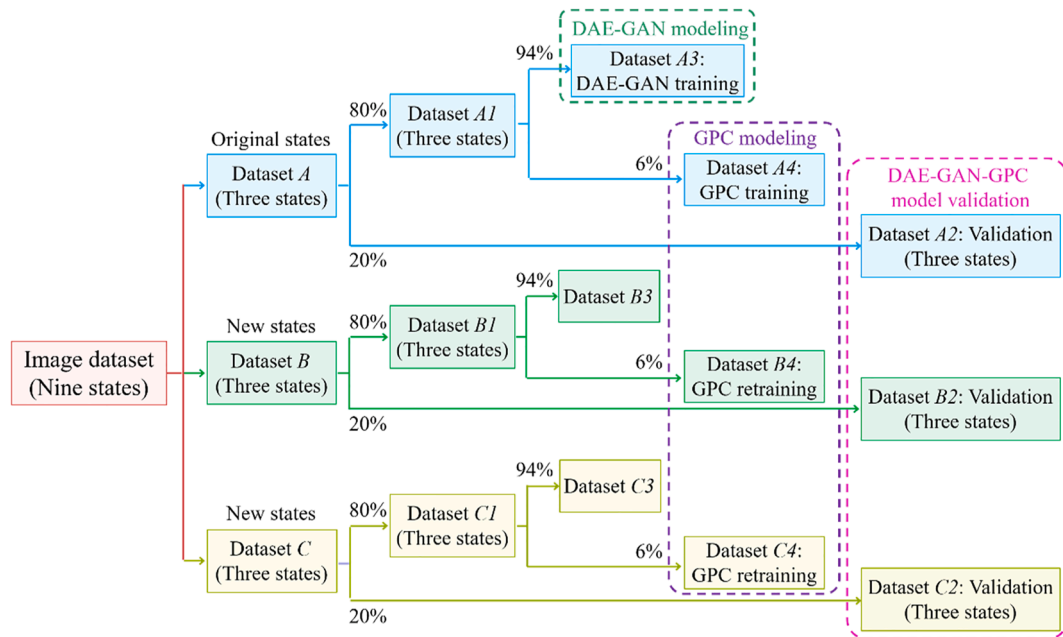 DAE-GAN modeling
94%
Dataset A3:
DAE-GAN training
80%
Dataset A1
(Three states)
Original states
Dataset A
(Three states)
GPC modeling
6%
Dataset A4:
GPC training
DAE-GAN-GPC
model validation
20%
Dataset A2: Validation
(Three states)
94%
Dataset B3
New states
80%
Dataset B1
(Three states)
Image dataset
(Nine states)
Dataset B
(Three states)
6%
Dataset B4:
GPC retraining
20%
Dataset B2: Validation
(Three states)
94%
Dataset C3
New states
80%
Dataset C1
(Three states)
Dataset C
(Three states)
6%
Dataset C4:
GPC retraining
20%
Dataset C2: Validation
(Three states)